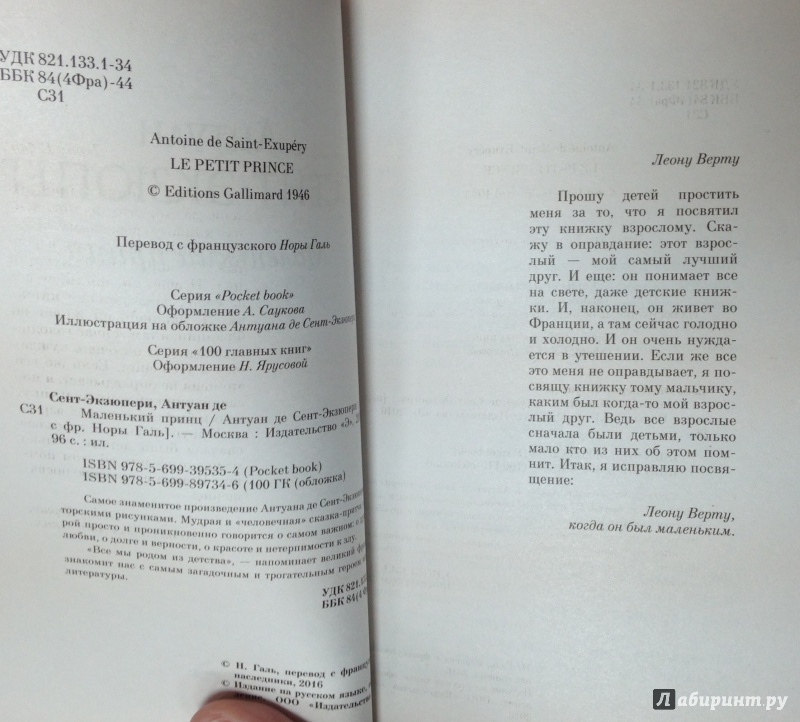 УДК 821.133.1-34
ББК 84(4Фра)-44
С31
Antoine de Saint-Exupéry
LE PETIT PRINCE
© Editions Gallimard 1946
Перевод с французского Норы Галь
Серия «Pocket book»
Оформление А. Саукова
Иллюстрация на обложке Антуана де Сент-Экзюпери
Серия «100 главных книг»
Оформление Н. Ярусовой
Сент-Экзюпери, Антуан де
С31 Маленький принц / Антуан де Сент-Экзюпери
с фр. Норы Галь]. — Москва : Издательство «Э»,
96 с. : ил.
ISBN 978-5-699-39535-4 (Pocket book)
ISBN 978-5-699-89734-6 (100 ГК (обложка)
Самое знаменитое произведение Антуана де Сент-Экзюпери
торскими рисунками. Мудрая и «человечная» сказка-притча
рой просто и проникновенно говорится о самом важном: о
любви, о долге и верности, о красоте и нетерпимости к злу.
«Все мы родом из детства», — напоминает великий
знакомит нас с самым загадочным и трогательным героем
литературы.
УДК 821.133
ББК 84(4Фра
© Н. Галь, перевод с
наследники, 2016
© Издание на русском языке,
ООО «Издательство
Леону Верту
Прошу детей простить
меня за то, что я посвятил
эту книжку взрослому. Ска-
жу в оправдание: этот взрос-
лый — мой самый лучший
друг. И еще: он понимает все
на свете, даже детские книж-
ки. И, наконец, он живет во
Франции, а там сейчас голодно
и холодно. И он очень нужда-
ется в утешении. Если же все
это меня не оправдывает, я по-
свящу книжку тому мальчику,
каким был когда-то мой взрос-
лый друг. Ведь все взрослые
сначала были детьми, только
мало кто из них об этом пом-
нит. Итак, я исправляю посвя-
щение:
Леону Верту,
когда он был маленьким.
Лабиринт.ру